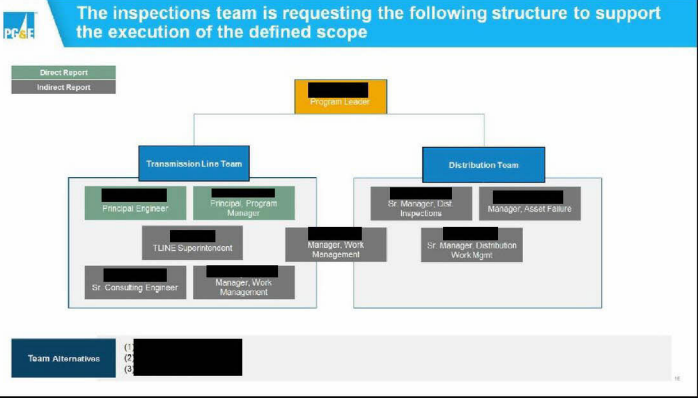 PG&E
The inspections team is requesting the following structure to support
the execution of the defined scope
Direct Report
Indirect Report
Program Leader
Transmission Line Team
Distribution Team
Principal Engineer
Principal, Program
Manager
Sr. Manager, Dist
Inspections
Manager, Asset Failure
TLINE Superintendent
Manager, Work
Management
Sr. Manager, Distribution
Work Mgmt
Sr. Consulting Engineer
Manager, Work
Management
Team Alternatives
(1)
(2)
(3)